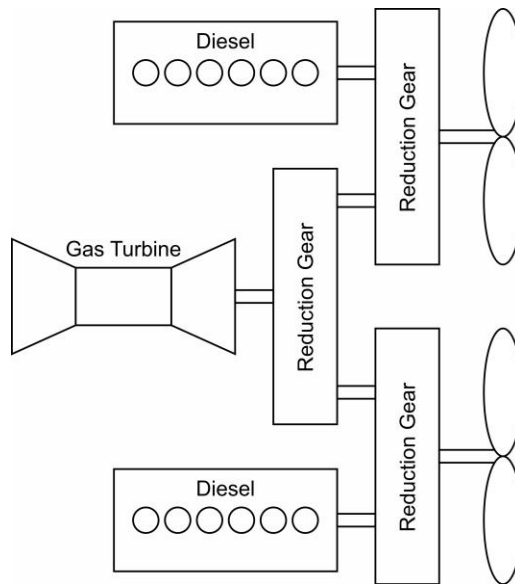 Diesel
Reduction Gear
Gas Turbine
Reduction Gear
Reduction Gear
Diesel